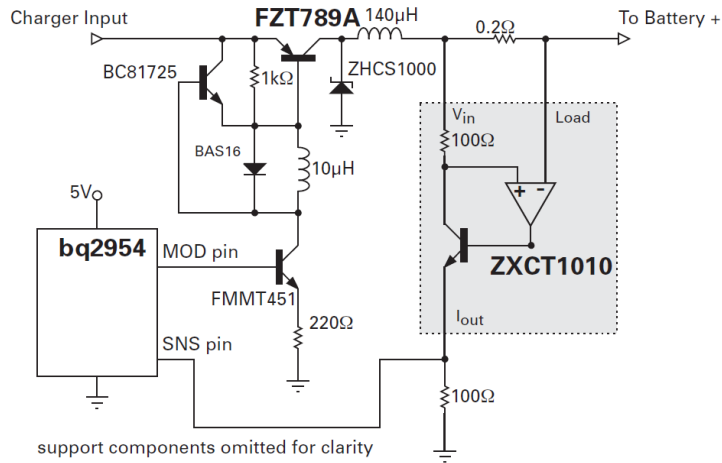 Charger Input
FZT789A
140µH
0.2Ω
To Battery +
BC81725
1kΩ
ZHCS1000
Vin
Load
100Ω
BAS16
10µH
5V
+
-
bq2954
MOD pin
ZXCT1010
FMMT451
Iout
220Ω
SNS pin
100Ω
support components omitted for clarity